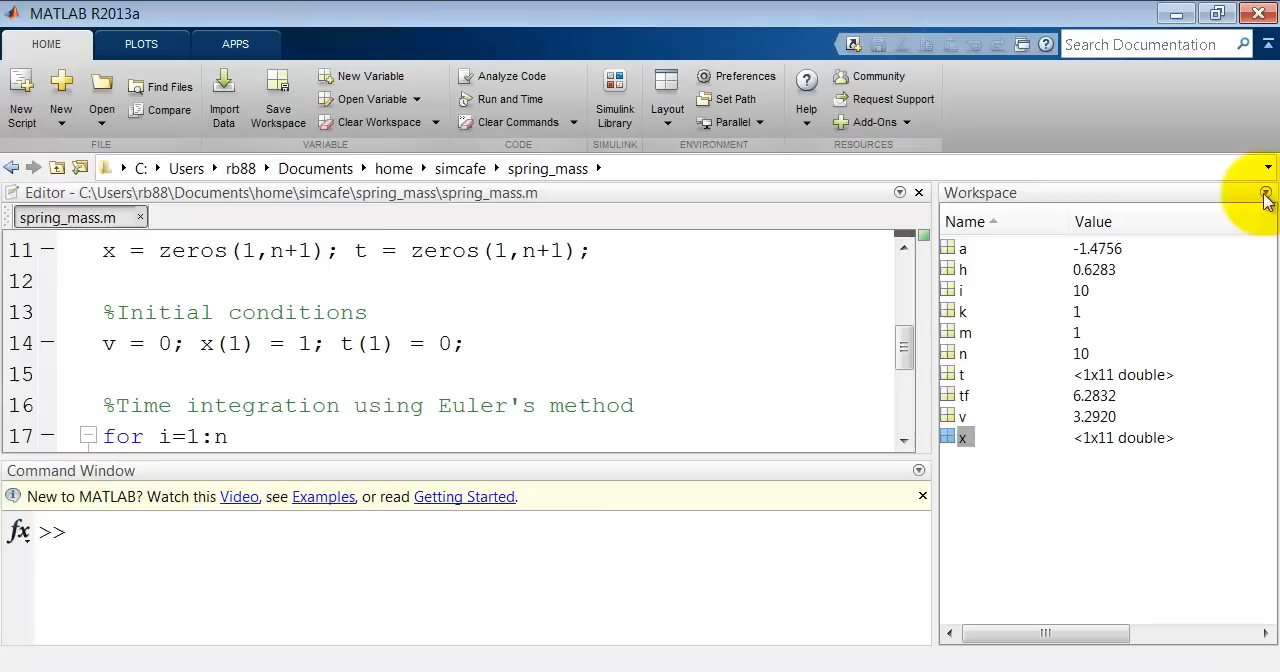 MATLAB R2013a
HOME PLOTS APPS
Search Documentation
New Script
New
Open
Find Files
Compare
FILE
Import Data
Save Workspace
New Variable
Open Variable
Clear Workspace
VARIABLE
Analyze Code
Run and Time
Clear Commands
CODE
Simulink Library
SIMULINK
Layout
Preferences
Set Path
Parallel
ENVIRONMENT
Help
Community
Request Support
Add-Ons
RESOURCES
C: Users rb88 Documents home simcafe spring_mass
Editor - C:\Users\rb88\Documents\home\simcafe\spring_mass\spring_mass.m
spring_mass.m
11 x = zeros(1,n+1); t = zeros(1,n+1);
12
13 %Initial conditions
14 v = 0; x(1) = 1; t(1) = 0;
15
16 %Time integration using Euler's method
17 for i=1:n
Command Window
New to MATLAB? Watch this Video, see Examples, or read Getting Started.
fx >>
Workspace
Name Value
a -1.4756
h 0.6283
i 10
k 1
m 1
n 10
t <1x11 double>
tf 6.2832
v 3.2920
x <1x11 double>